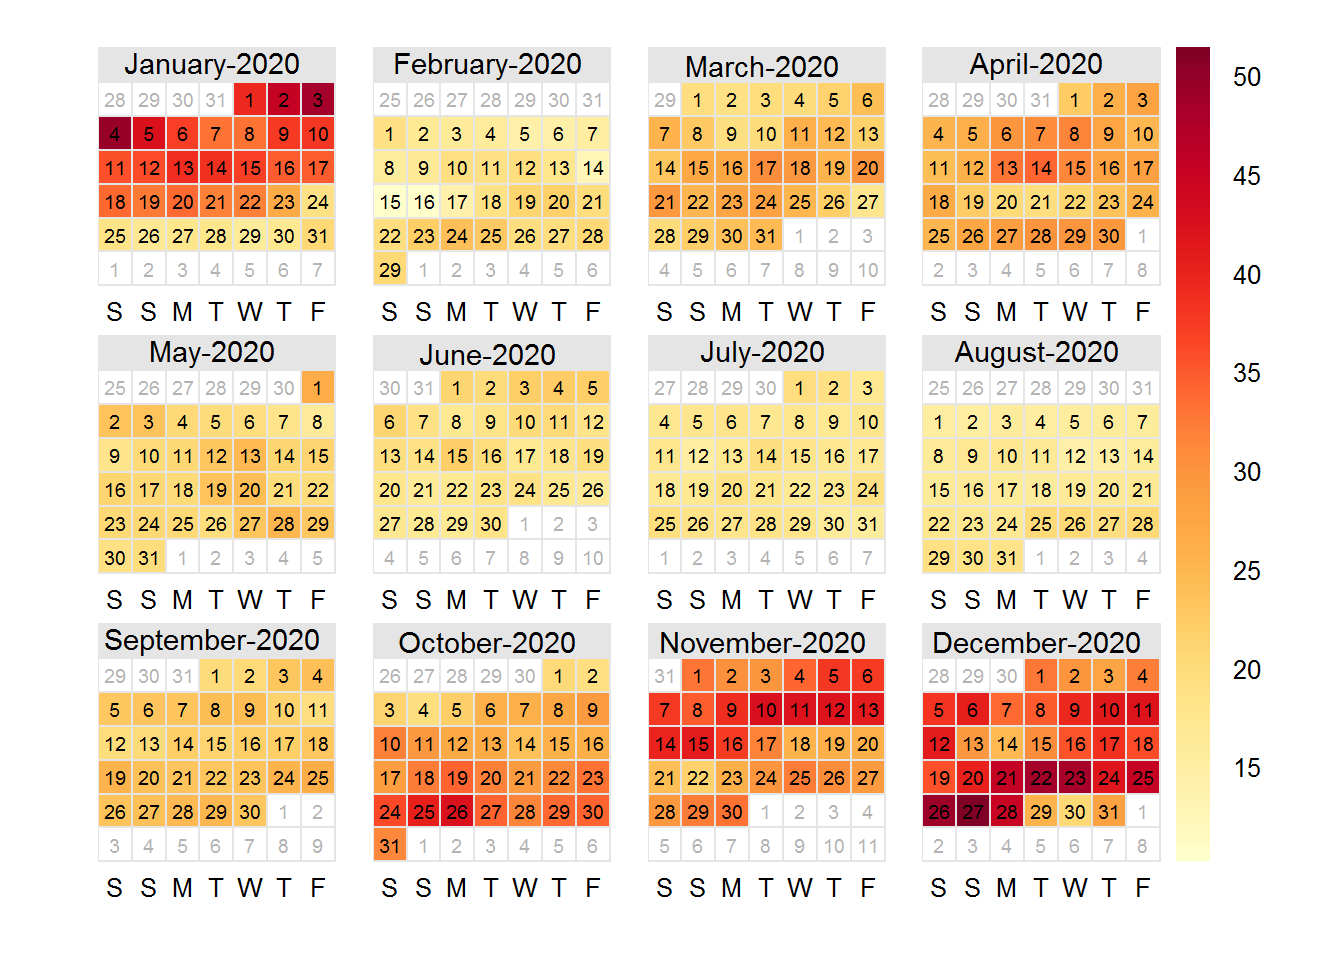 January-2020 February-2020 March-2020 April-2020
28 29 30 31 1 2 3 25 26 27 28 29 30 31 29 1 2 3 4 5 6 28 29 30 31 1 2 3 50
4 5 6 7 8 9 10 1 2 3 4 5 6 7 7 8 9 10 11 12 13 4 5 6 7 8 9 10
11 12 13 14 15 16 17 8 9 10 11 12 13 14 14 15 16 17 18 19 20 11 12 13 14 15 16 17 45
18 19 20 21 22 23 24 15 16 17 18 19 20 21 21 22 23 24 25 26 27 18 19 20 21 22 23 24
25 26 27 28 29 30 31 22 23 24 25 26 27 28 28 29 30 31 1 2 3 25 26 27 28 29 30 1
1 2 3 4 5 6 7 29 1 2 3 4 5 6 4 5 6 7 8 9 10 2 3 4 5 6 7 8 40
S S M T W T F S S M T W T F S S M T W T F S S M T W T F
May-2020 June-2020 July-2020 August-2020
25 26 27 28 29 30 1 30 31 1 2 3 4 5 27 28 29 30 1 2 3 25 26 27 28 29 30 31 35
2 3 4 5 6 7 8 6 7 8 9 10 11 12 4 5 6 7 8 9 10 1 2 3 4 5 6 7
9 10 11 12 13 14 15 13 14 15 16 17 18 19 11 12 13 14 15 16 17 8 9 10 11 12 13 14 30
16 17 18 19 20 21 22 20 21 22 23 24 25 26 18 19 20 21 22 23 24 15 16 17 18 19 20 21
23 24 25 26 27 28 29 27 28 29 30 1 2 3 25 26 27 28 29 30 31 22 23 24 25 26 27 28
30 31 1 2 3 4 5 4 5 6 7 8 9 10 1 2 3 4 5 6 7 29 30 31 1 2 3 4 25
S S M T W T F S S M T W T F S S M T W T F S S M T W T F
September-2020 October-2020 November-2020 December-2020
29 30 31 1 2 3 4 26 27 28 29 30 1 2 31 1 2 3 4 5 6 28 29 30 1 2 3 4 20
5 6 7 8 9 10 11 3 4 5 6 7 8 9 7 8 9 10 11 12 13 5 6 7 8 9 10 11
12 13 14 15 16 17 18 10 11 12 13 14 15 16 14 15 16 17 18 19 20 12 13 14 15 16 17 18
19 20 21 22 23 24 25 17 18 19 20 21 22 23 21 22 23 24 25 26 27 19 20 21 22 23 24 25 15
26 27 28 29 30 1 2 24 25 26 27 28 29 30 28 29 30 1 2 3 4 26 27 28 29 30 31 1
3 4 5 6 7 8 9 31 1 2 3 4 5 6 5 6 7 8 9 10 11 2 3 4 5 6 7 8
S S M T W T F S S M T W T F S S M T W T F S S M T W T F